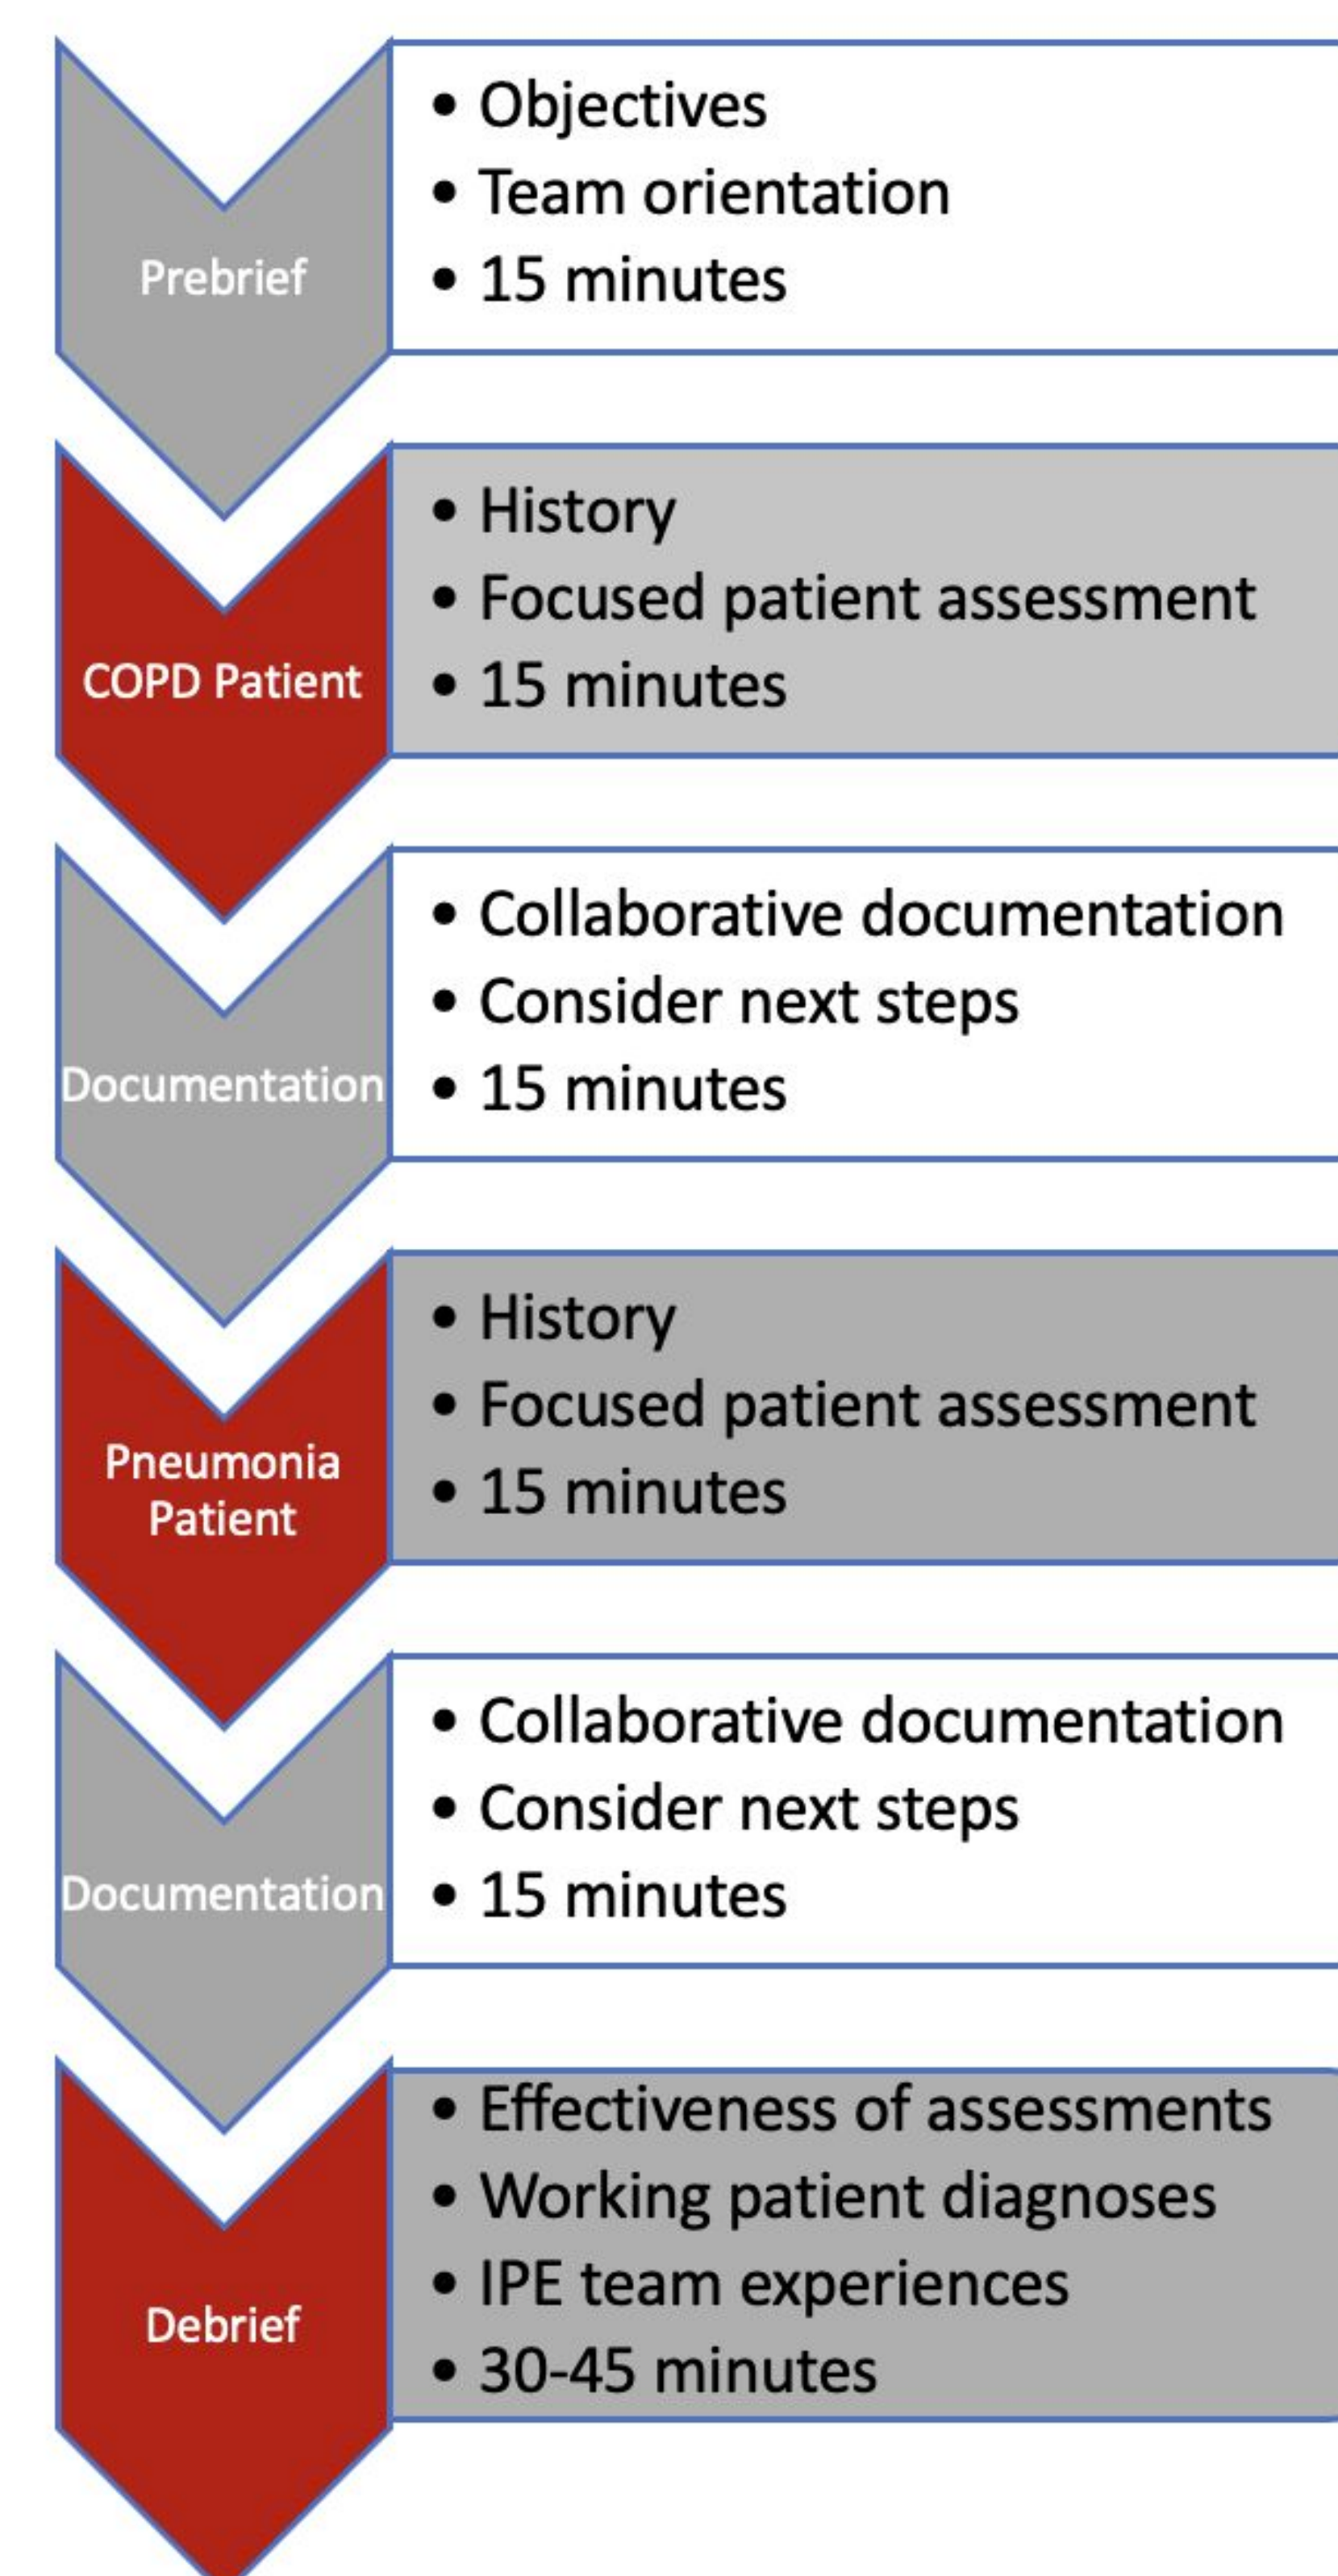 Prebrief
• Objectives
• Team orientation
• 15 minutes
COPD Patient
• History
• Focused patient assessment
• 15 minutes
Documentation
• Collaborative documentation
• Consider next steps
• 15 minutes
Pneumonia
Patient
• History
• Focused patient assessment
• 15 minutes
Documentation
• Collaborative documentation
• Consider next steps
• 15 minutes
Debrief
• Effectiveness of assessments
• Working patient diagnoses
• IPE team experiences
• 30-45 minutes